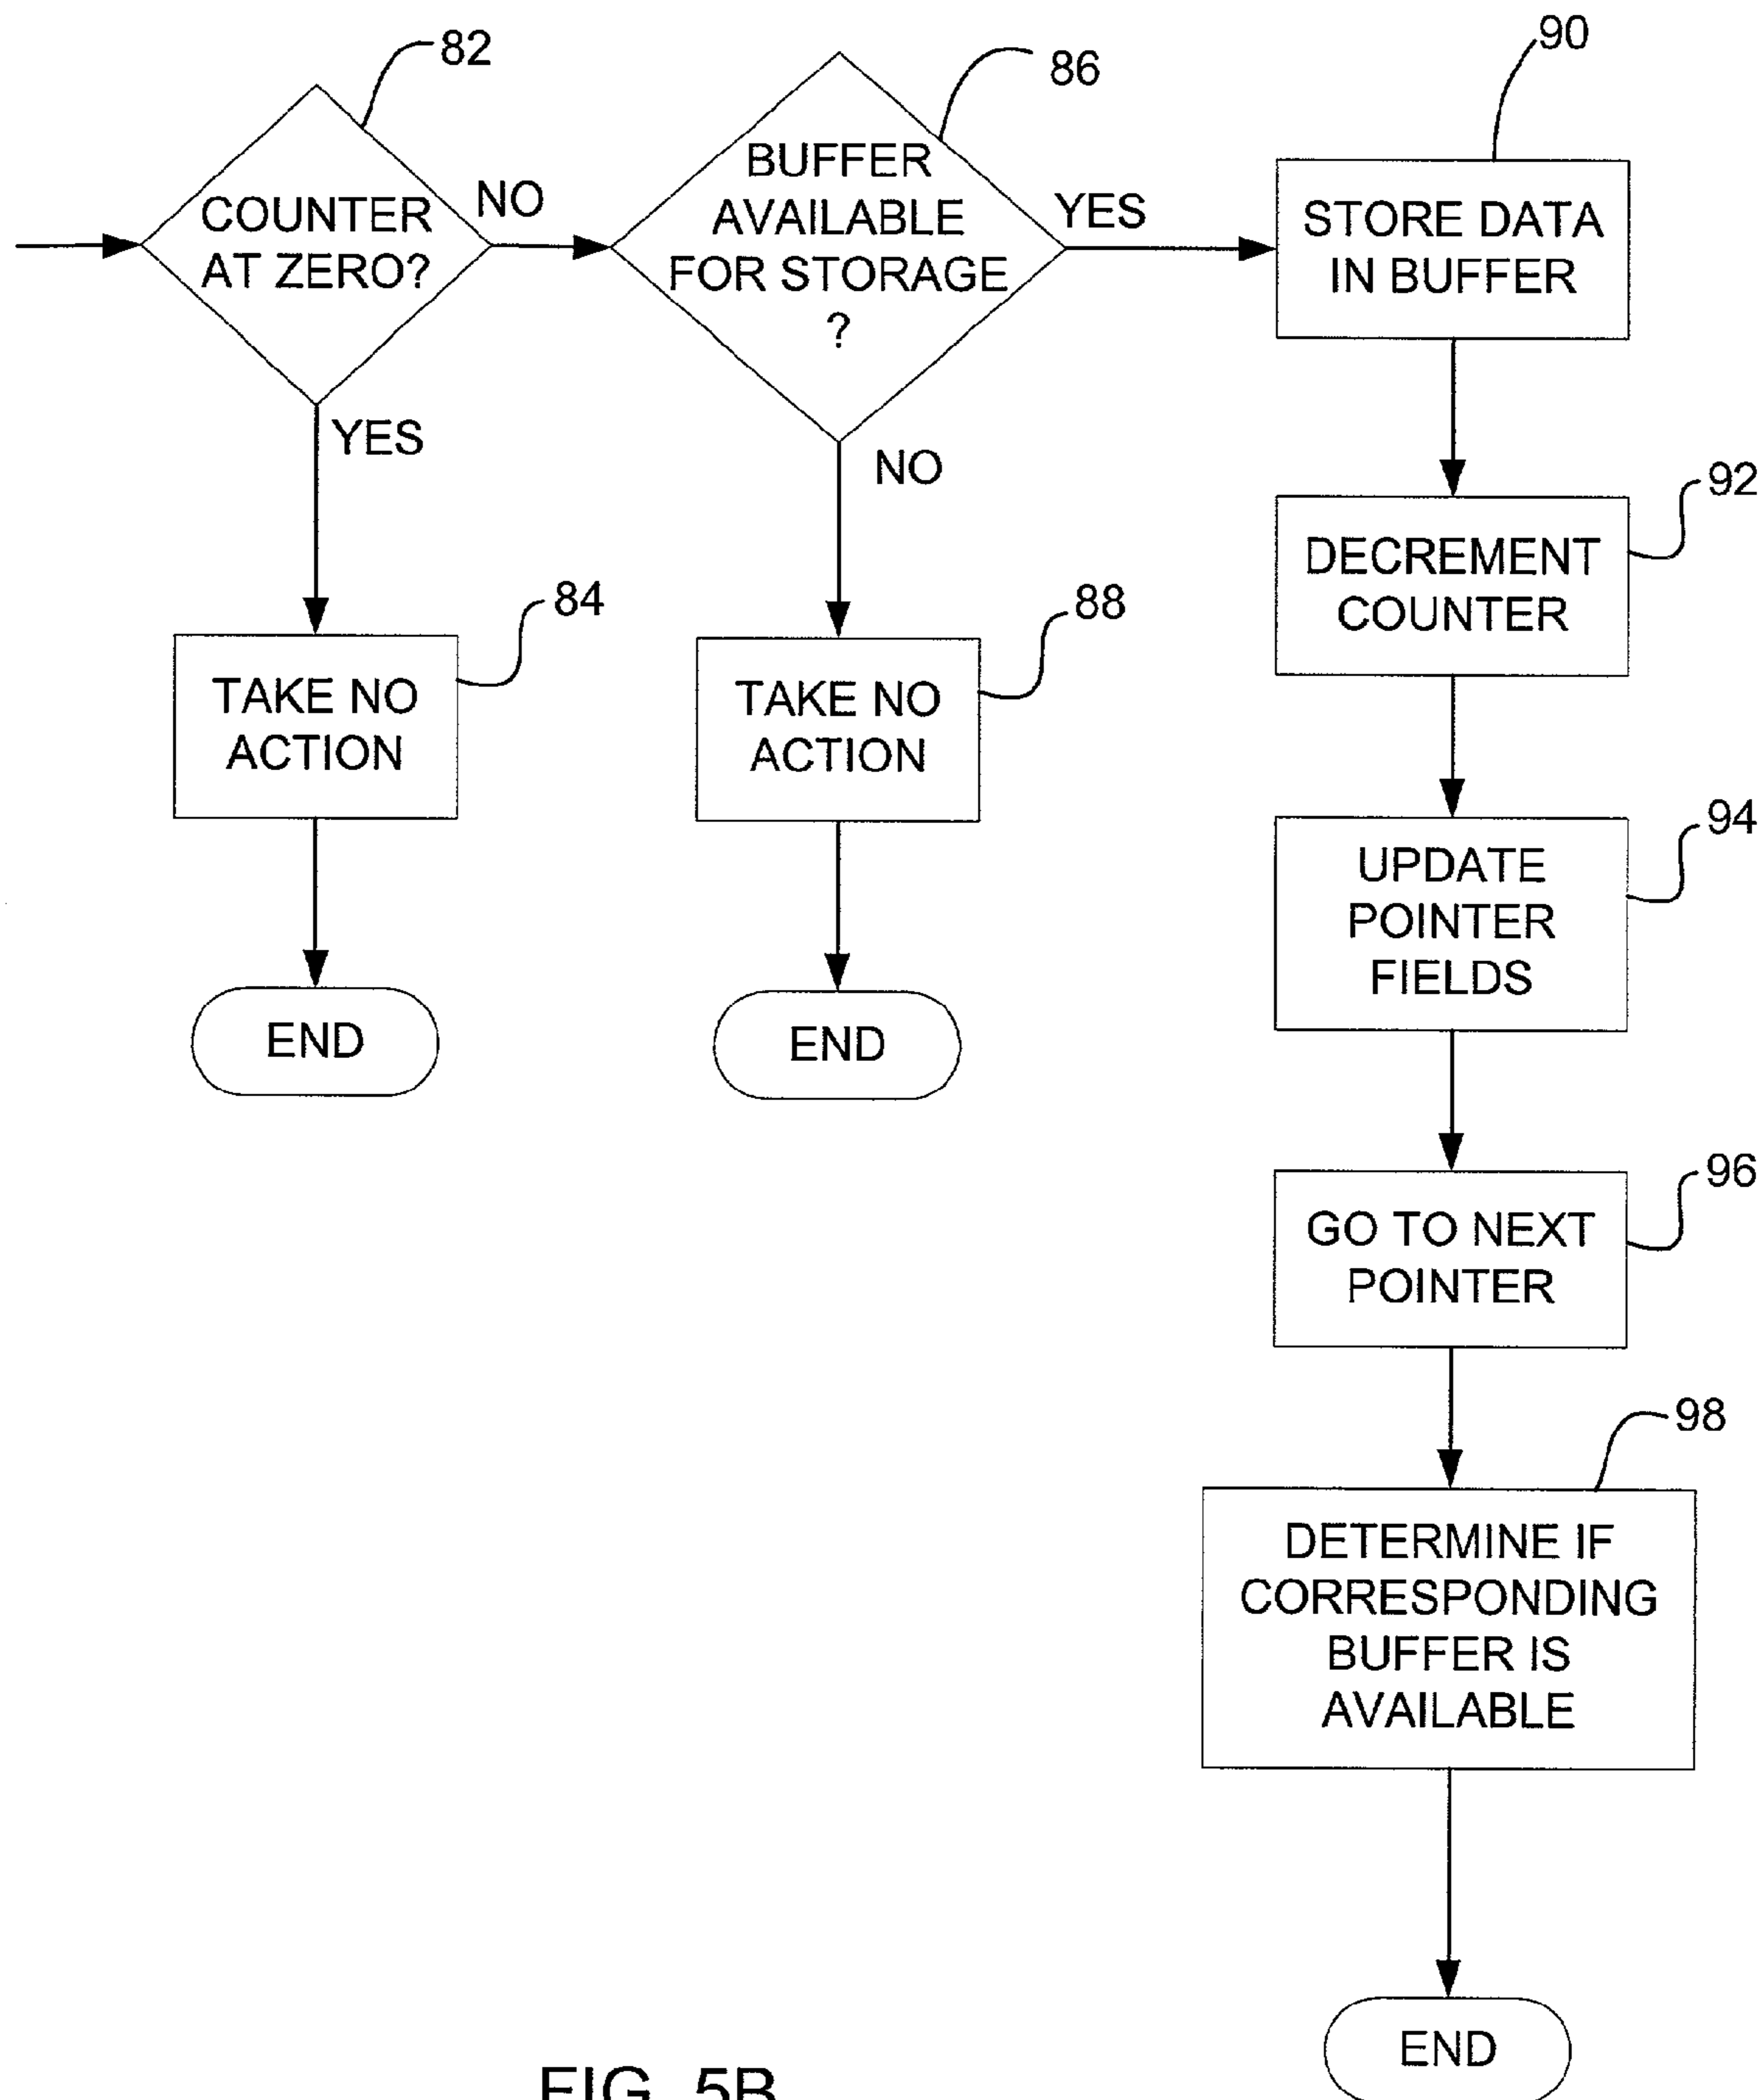 82
COUNTER
AT ZERO?
NO
YES
84
TAKE NO
ACTION
END
86
BUFFER
AVAILABLE
FOR STORAGE
?
YES
NO
88
TAKE NO
ACTION
END
90
STORE DATA
IN BUFFER
92
DECREMENT
COUNTER
94
UPDATE
POINTER
FIELDS
96
GO TO NEXT
POINTER
98
DETERMINE IF
CORRESPONDING
BUFFER IS
AVAILABLE
END
FIG. 5B